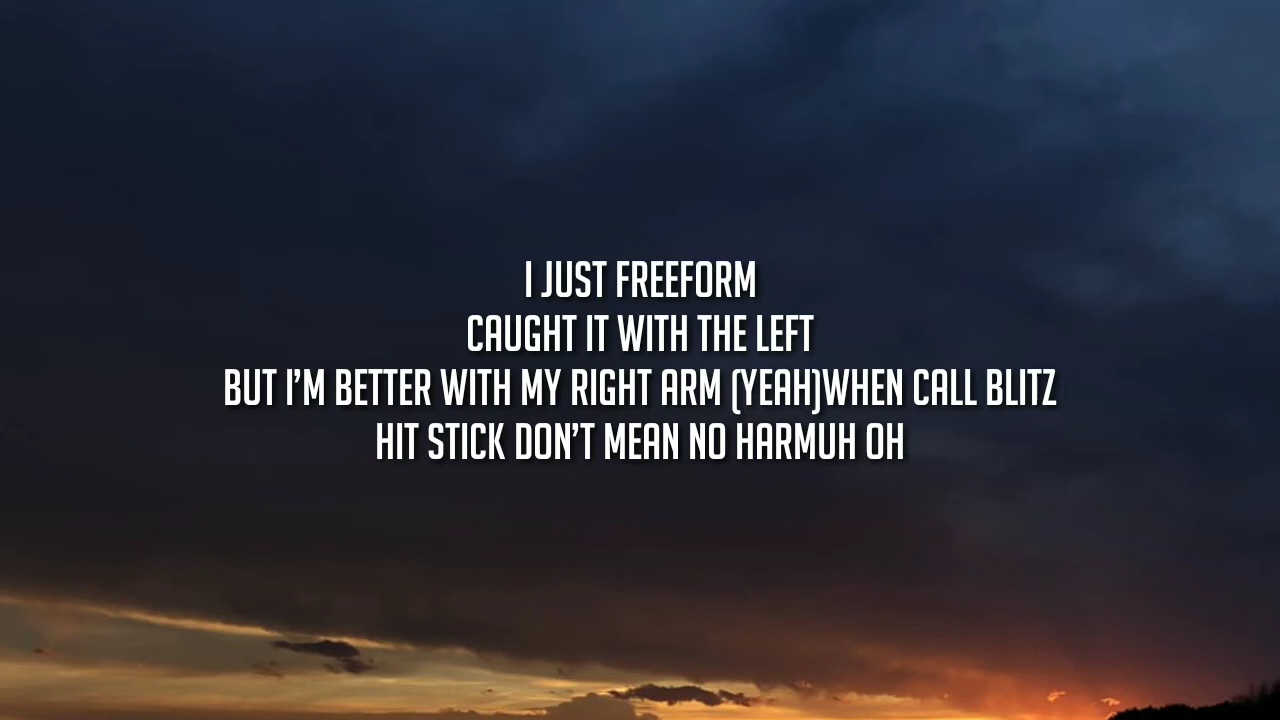 I JUST FREEFORM
CAUGHT IT WITH THE LEFT
BUT I'M BETTER WITH MY RIGHT ARM (YEAH)WHEN CALL BLITZ
HIT STICK DON'T MEAN NO HARMUH OH